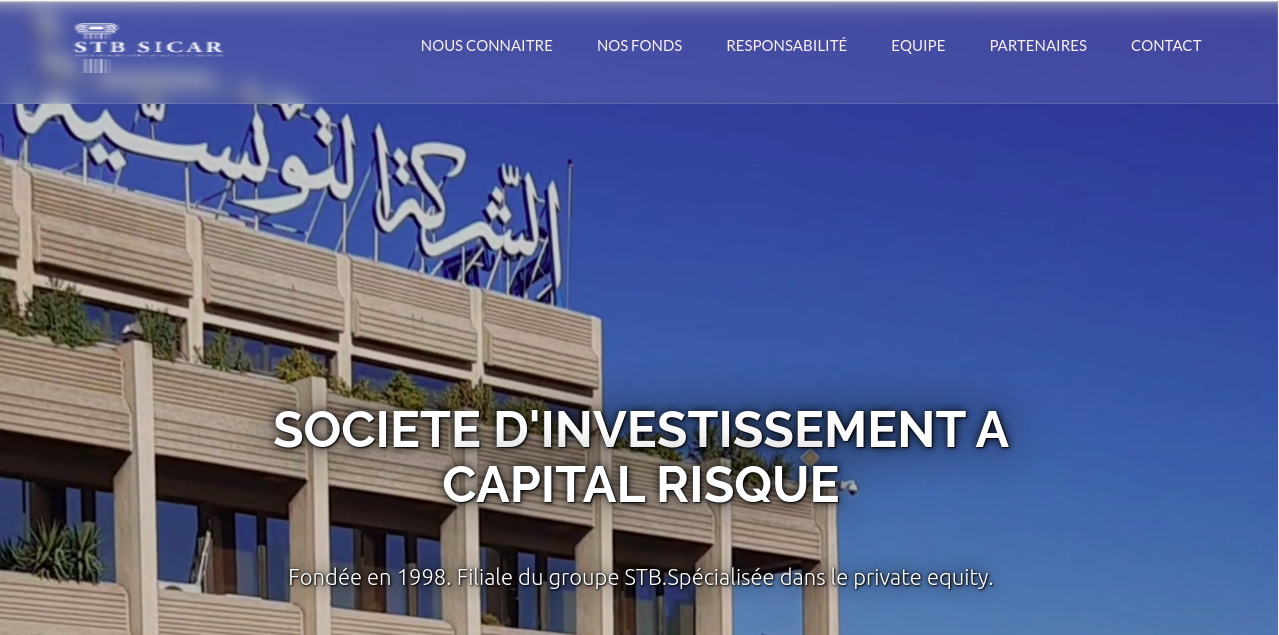 STB SICAR
NOUS CONNAITRE NOS FONDS RESPONSABILITÉ EQUIPE PARTENAIRES CONTACT
الشركة التونسية
SOCIETE D'INVESTISSEMENT A
CAPITAL RISQUE
Fondée en 1998. Filiale du groupe STB.Spécialisée dans le private equity.